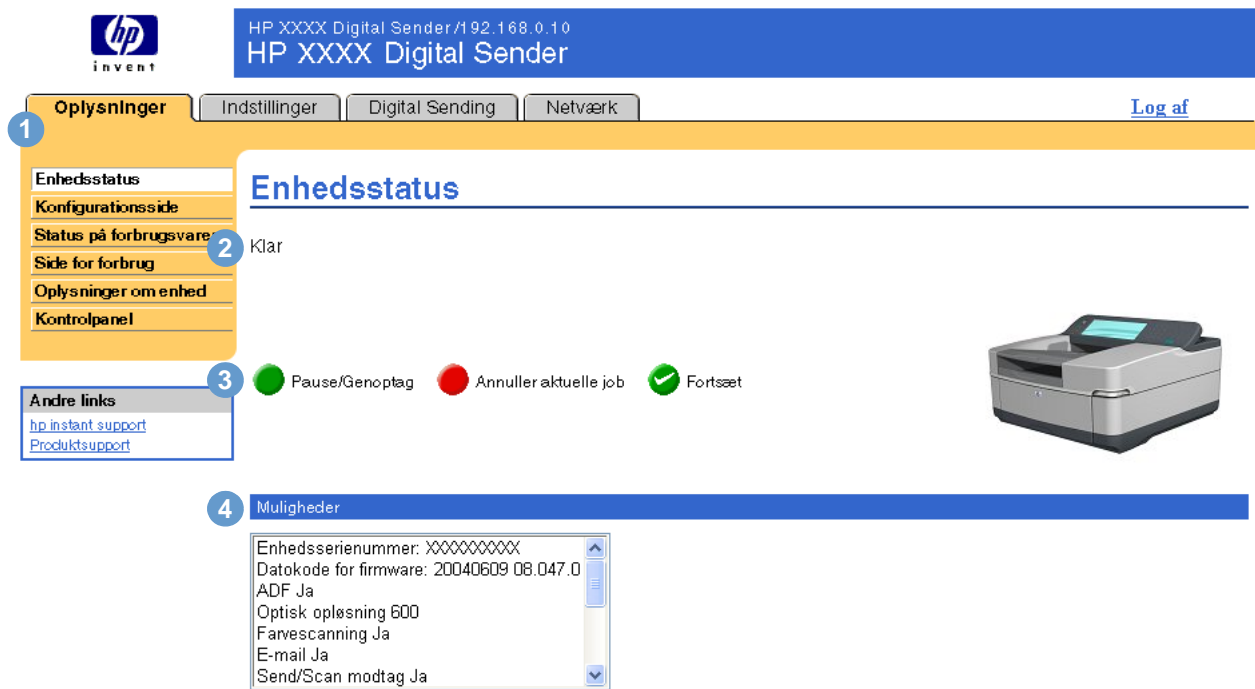 hp
invent
HP XXXX Digital Sender/192.168.0.10
HP XXXX Digital Sender
Oplysninger
Indstillinger
Digital Sending
Netværk
Log af
1
Enhedsstatus
Konfigurationsside
Status på forbrugsvarer
Side for forbrug
Oplysninger om enhed
Kontrolpanel
Enhedsstatus
2
Klar
3
Pause/Genoptag
Annuller aktuelle job
Fortsæt
Andre links
hp instant support
Produktsupport
4
Muligheder
Enhedsserienummer: XXXXXXXXXX
Datokode for firmware: 20040609 08.047.0
ADF Ja
Optisk opløsning 600
Farvescanning Ja
E-mail Ja
Send/Scan modtag Ja